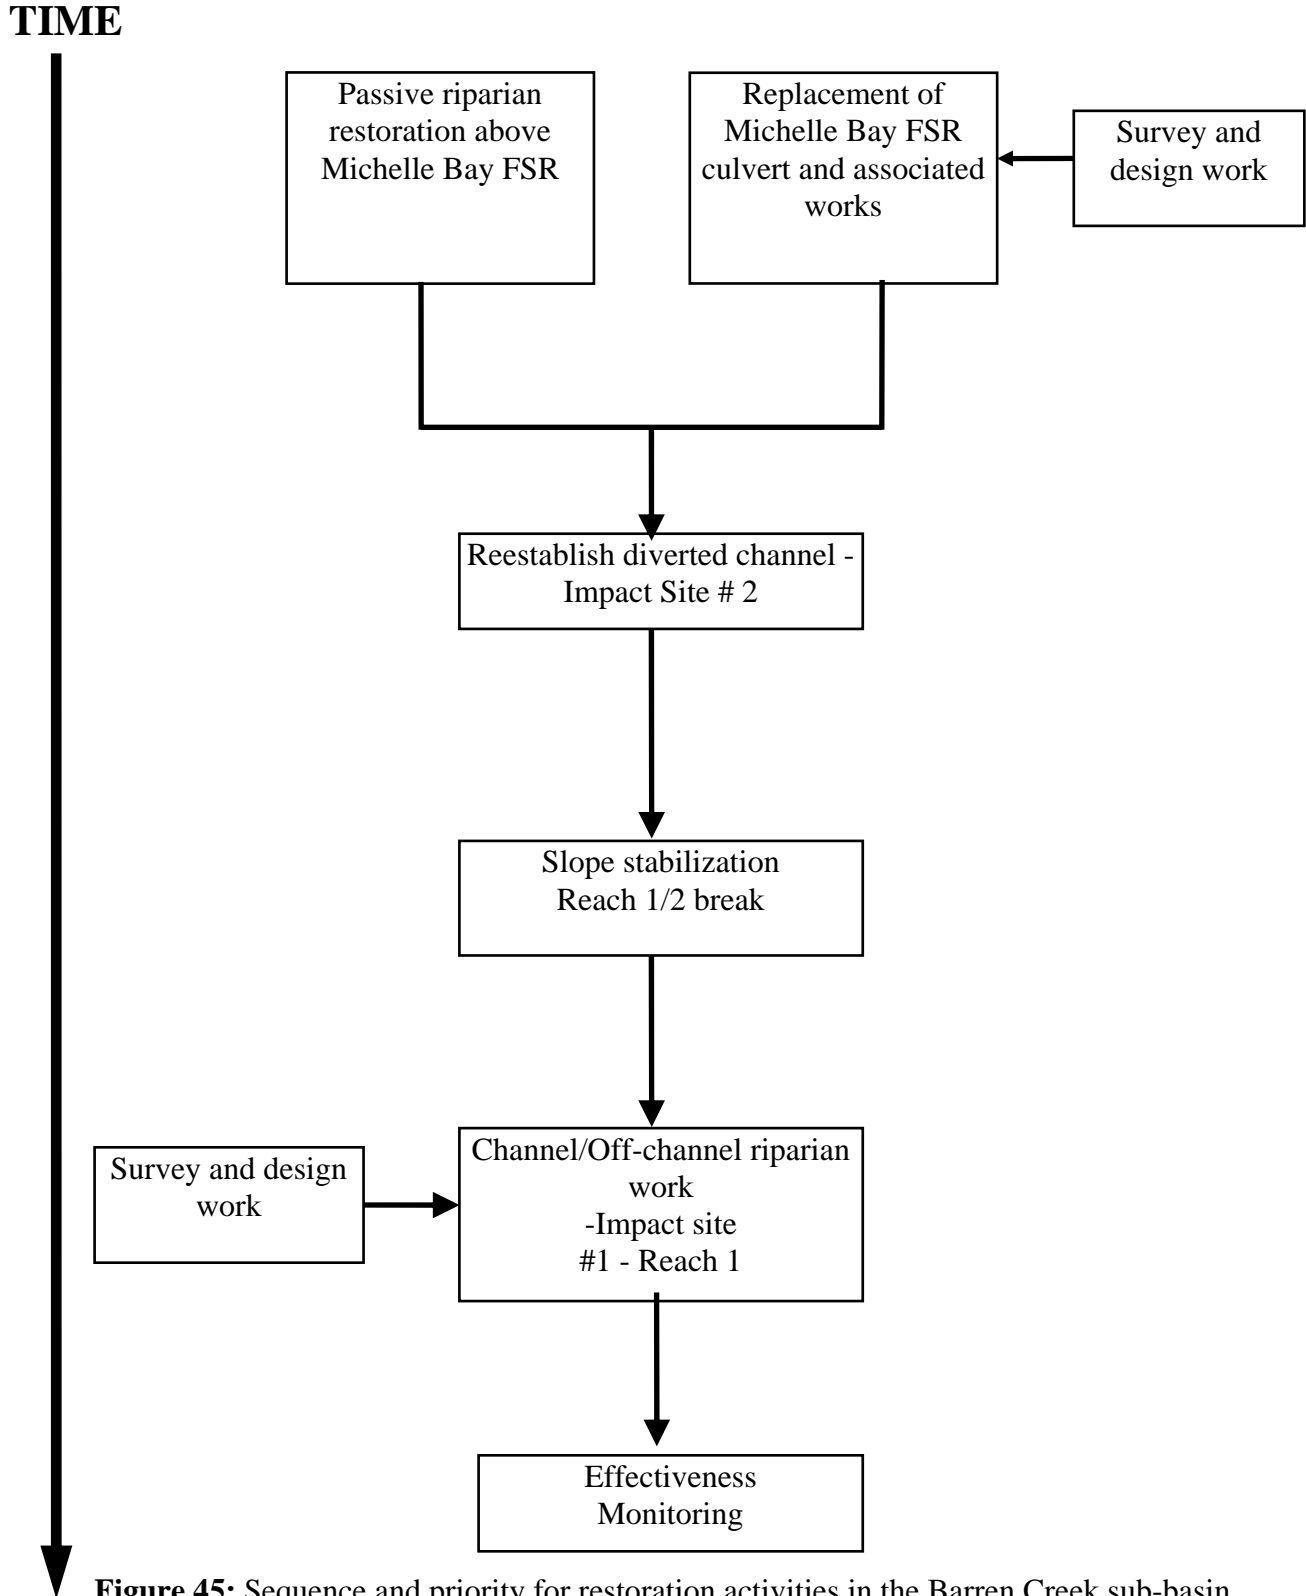 TIME
Passive riparian
restoration above
Michelle Bay FSR
Replacement of
Michelle Bay FSR
culvert and associated
works
Survey and
design work
Reestablish diverted channel -
Impact Site # 2
Slope stabilization
Reach 1/2 break
Survey and design
work
Channel/Off-channel riparian
work
-Impact site
#1 - Reach 1
Effectiveness
Monitoring
Figure 45: Sequence and priority for restoration activities in the Barren Creek sub-basin